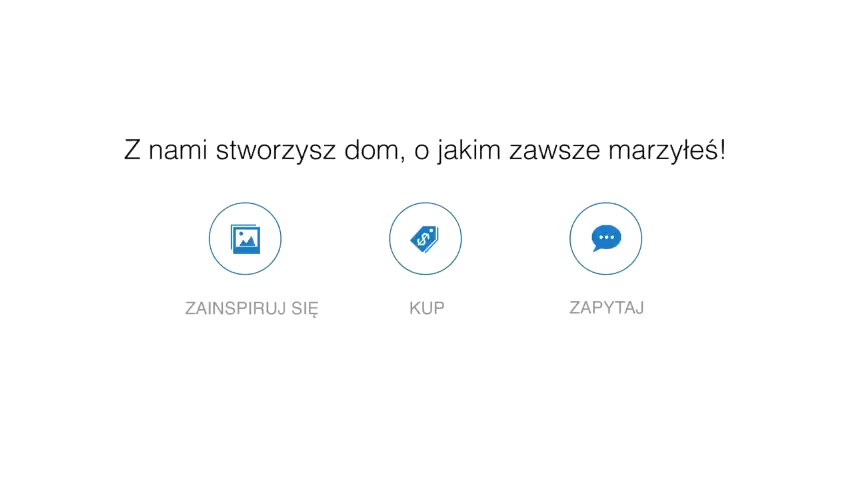 Z nami stworzysz dom, o jakim zawsze marzyłeś!
ZAINSPIRUJ SIĘ KUP ZAPYTAJ